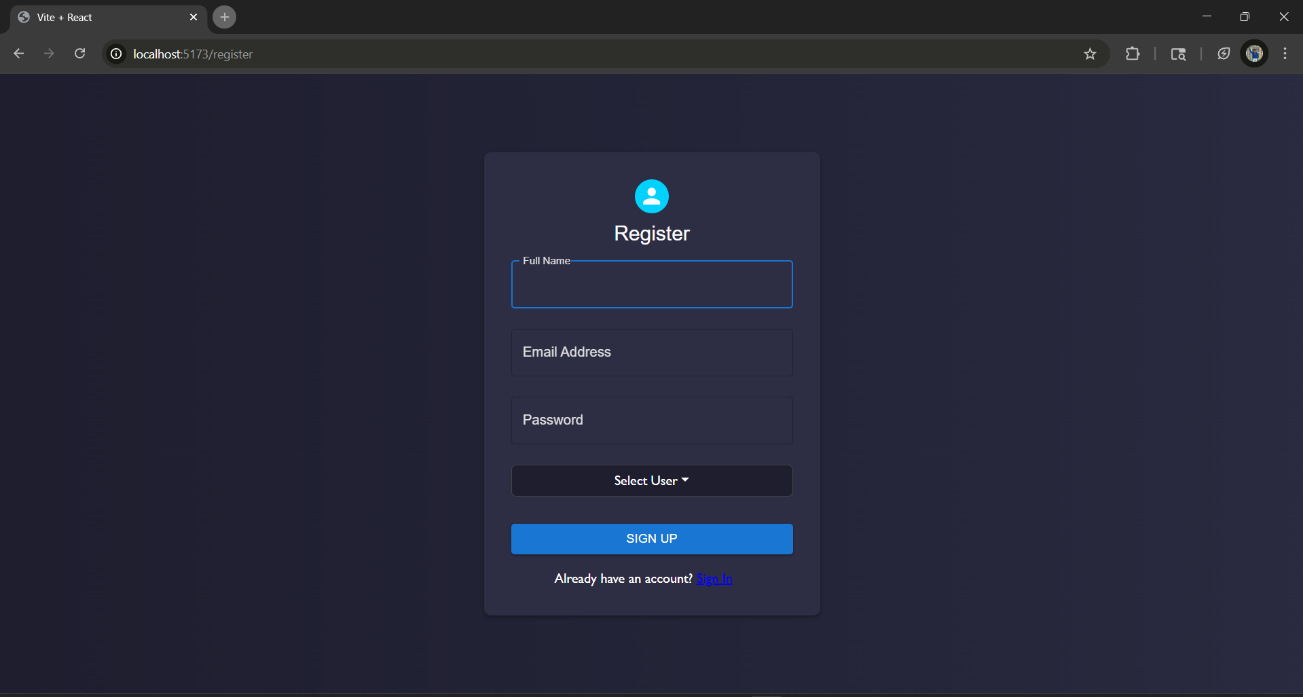 Vite + React
localhost:5173/register
Register
Full Name
Email Address
Password
Select User
SIGN UP
Already have an account? Sign In